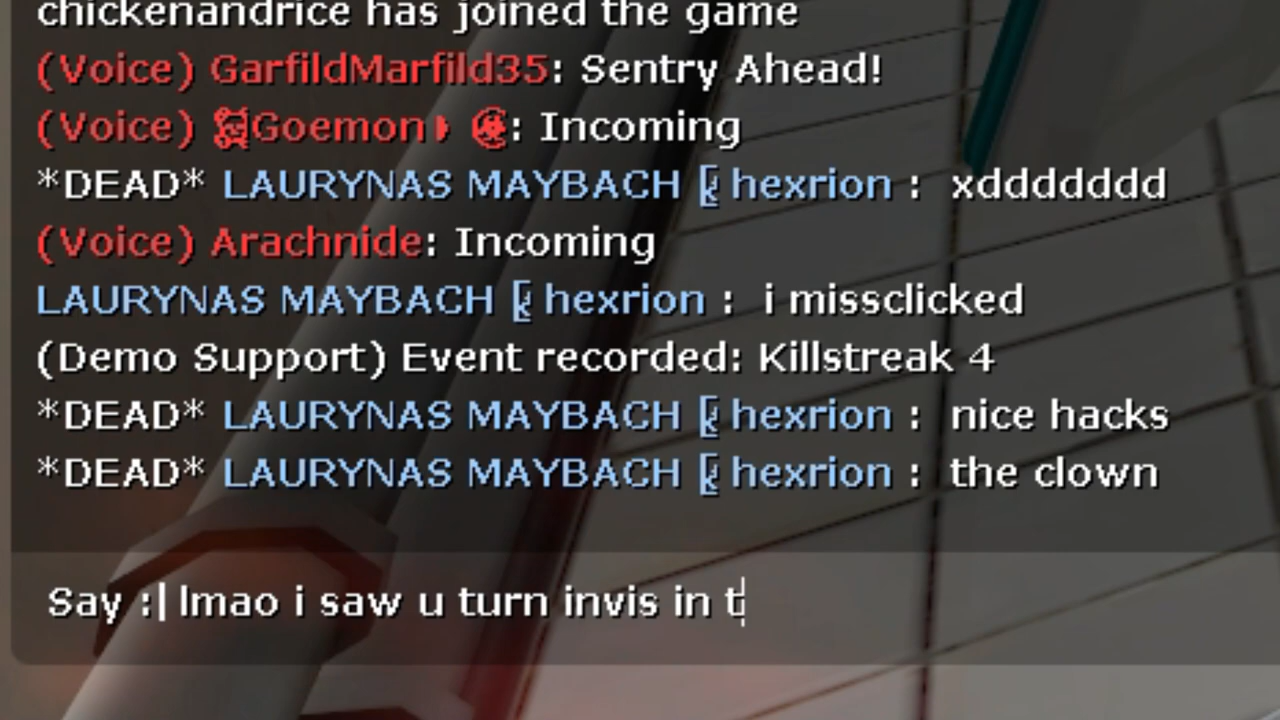 chickenandrice has joined the game
(Voice) GarfildMarfild35: Sentry Ahead!
(Voice) Goemon: Incoming
*DEAD* LAURYNAS MAYBACH hexrion : xddddddd
(Voice) Arachnide: Incoming
LAURYNAS MAYBACH hexrion : i missclicked
(Demo Support) Event recorded: Killstreak 4
*DEAD* LAURYNAS MAYBACH hexrion : nice hacks
*DEAD* LAURYNAS MAYBACH hexrion : the clown
Say :| lmao i saw u turn invis in t